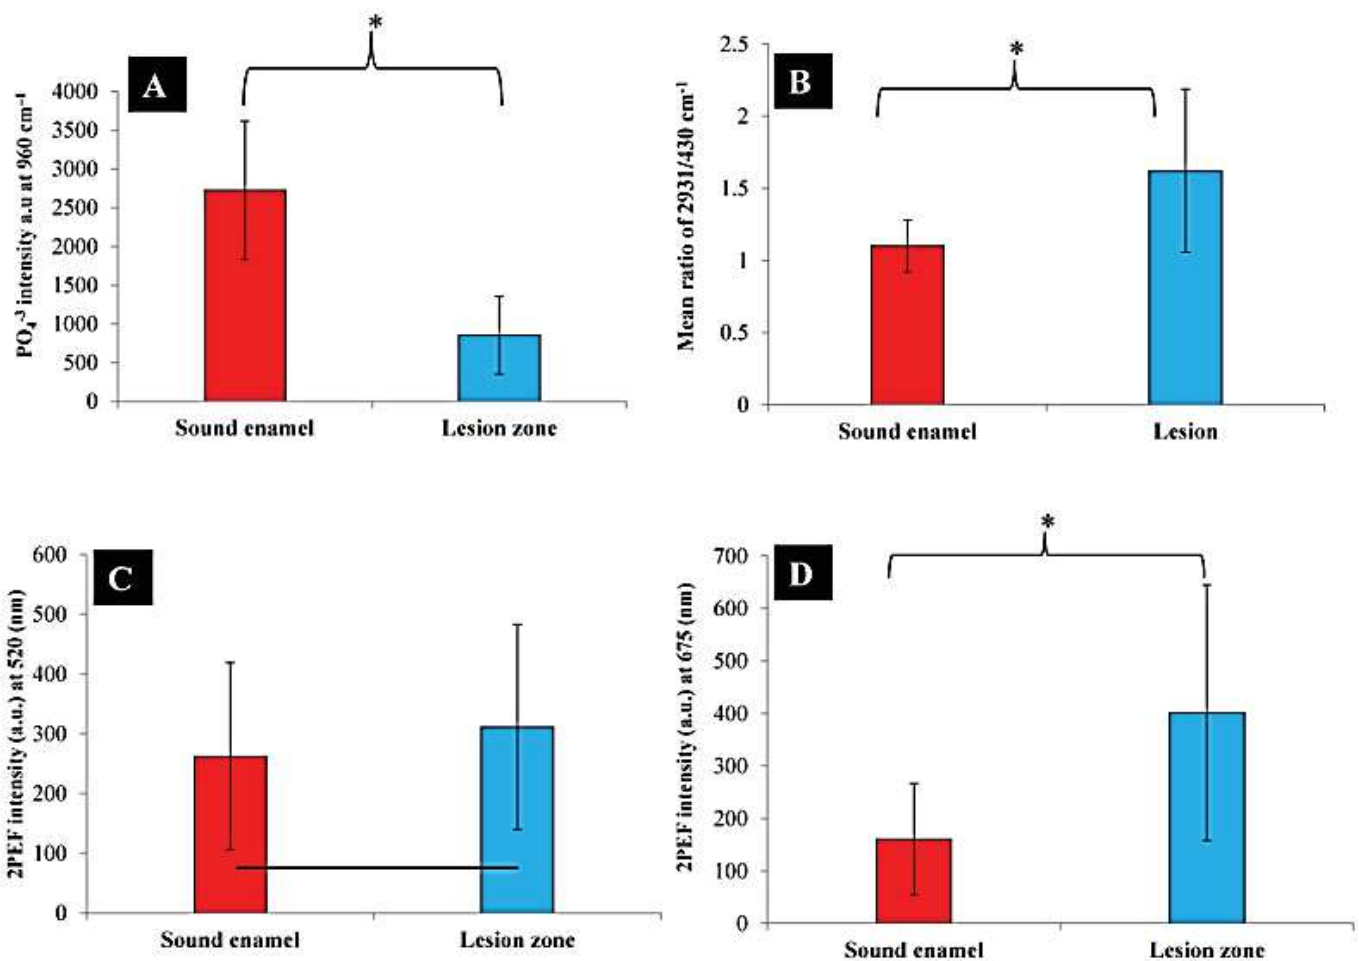 *
A
PO₄⁻³ intensity a.u at 960 cm⁻¹
4000
3500
3000
2500
2000
1500
1000
500
0
Sound enamel
Lesion zone
*
B
Mean ratio of 2931/430 cm⁻¹
2.5
2
1.5
1
0.5
0
Sound enamel
Lesion
C
2PEF intensity (a.u.) at 520 (nm)
600
500
400
300
200
100
0
Sound enamel
Lesion zone
*
D
2PEF intensity (a.u.) at 675 (nm)
700
600
500
400
300
200
100
0
Sound enamel
Lesion zone